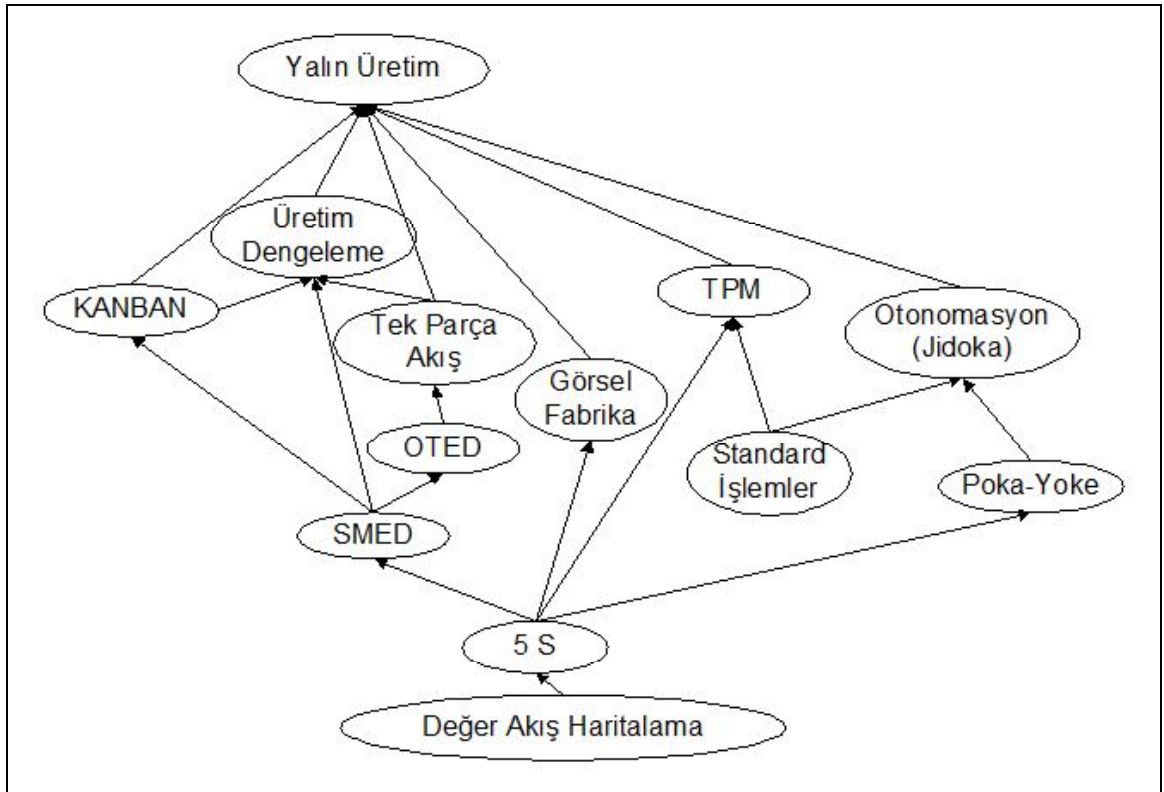 Yalın Üretim
Üretim
Dengeleme
KANBAN
Tek Parça
Akış
Görsel
Fabrika
TPM
Otonomasyon
(Jidoka)
OTED
Standard
İşlemler
Poka-Yoke
SMED
5 S
Değer Akış Haritalama